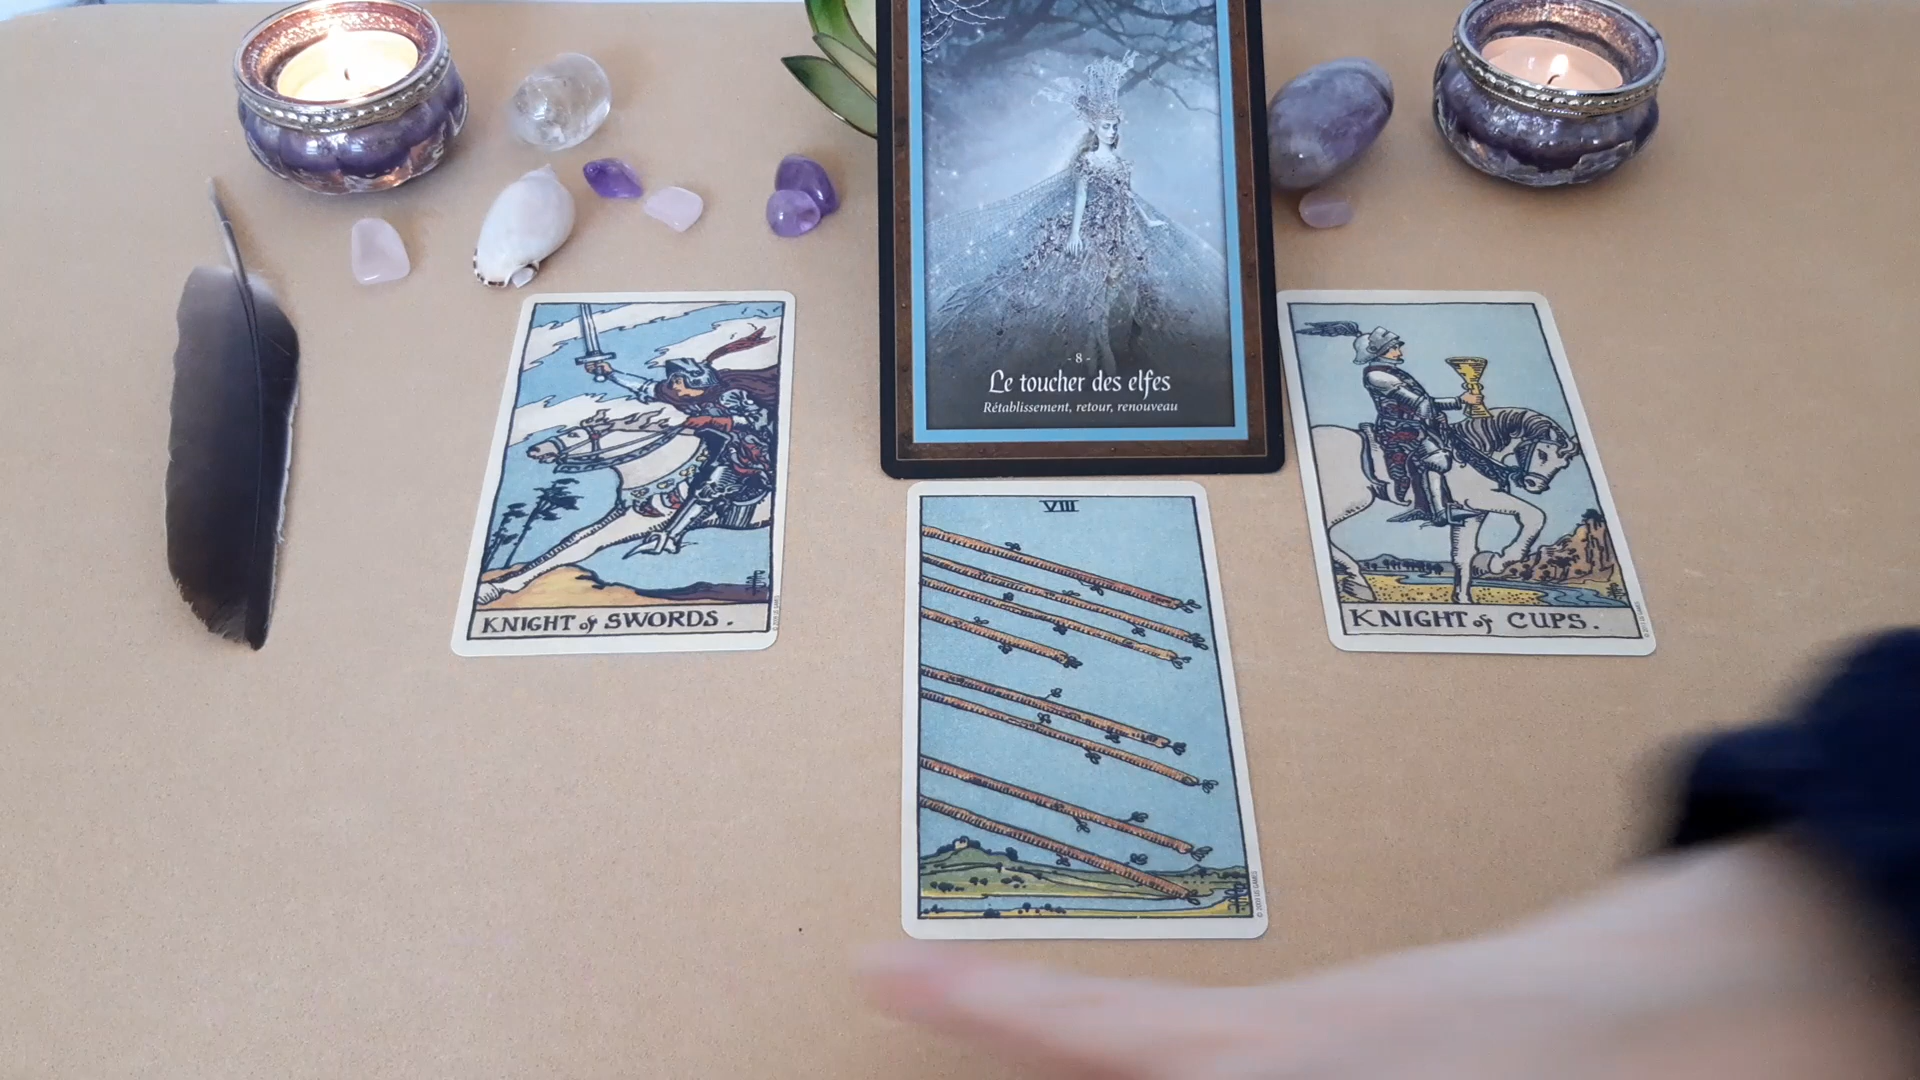 - 8 -
Le toucher des elfes
Rétablissement, retour, renouveau
VIII
KNIGHT of SWORDS.
KNIGHT of CUPS.